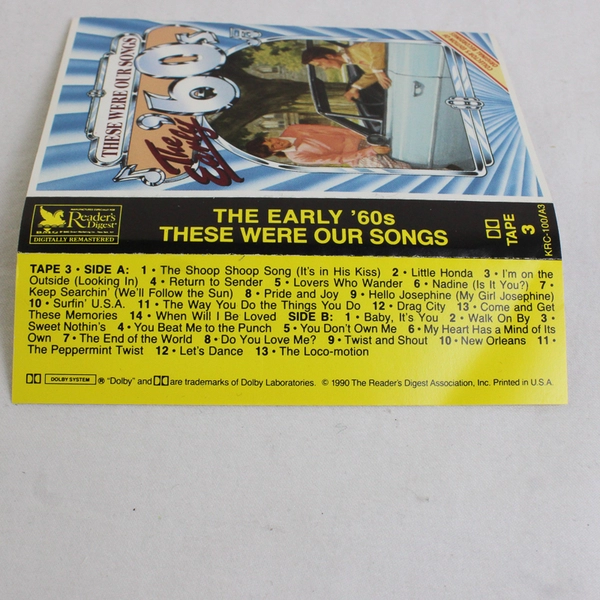 THESE WERE OUR SONGS
The Early '60s
MANUFACTURED ESPECIALLY FOR
Reader's Digest
DIGITALLY REMASTERED
THE EARLY '60s
THESE WERE OUR SONGS
TAPE 3
KRC-100/A3
TAPE 3 • SIDE A: 1 • The Shoop Shoop Song (It's in His Kiss) 2 • Little Honda 3 • I'm on the
Outside (Looking In) 4 • Return to Sender 5 • Lovers Who Wander 6 • Nadine (Is It You?) 7 •
Keep Searchin' (We'll Follow the Sun) 8 • Pride and Joy 9 • Hello Josephine (My Girl Josephine)
10 • Surfin' U.S.A. 11 • The Way You Do the Things You Do 12 • Drag City 13 • Come and Get
These Memories 14 • When Will I Be Loved SIDE B: 1 • Baby, It's You 2 • Walk On By 3 •
Sweet Nothin's 4 • You Beat Me to the Punch 5 • You Don't Own Me 6 • My Heart Has a Mind of Its
Own 7 • The End of the World 8 • Do You Love Me? 9 • Twist and Shout 10 • New Orleans 11 •
The Peppermint Twist 12 • Let's Dance 13 • The Loco-motion
DOLBY SYSTEM ® "Dolby" and are trademarks of Dolby Laboratories. © 1990 The Reader's Digest Association, Inc. Printed in U.S.A.